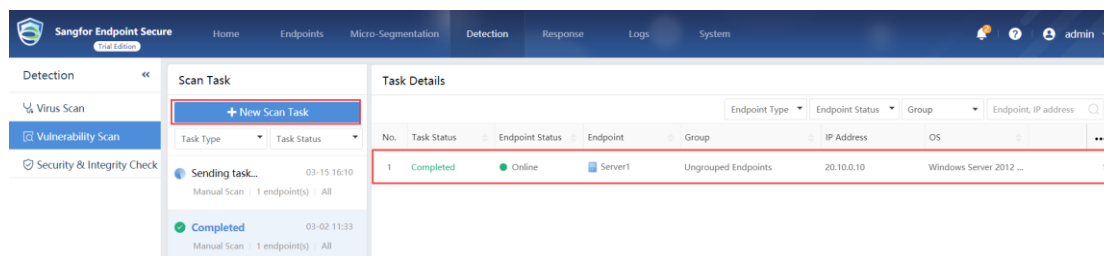 Sangfor Endpoint Secure
Trial Edition
Home Endpoints Micro-Segmentation Detection Response Logs System
? admin
Detection «
Virus Scan
Vulnerability Scan
Security & Integrity Check
Scan Task
+ New Scan Task
Task Type Task Status
Sending task... 03-15 16:10
Manual Scan | 1 endpoint(s) | All
Completed 03-02 11:33
Manual Scan | 1 endpoint(s) | All
Task Details
Endpoint Type Endpoint Status Group Endpoint, IP address
No. Task Status Endpoint Status Endpoint Group IP Address OS ...
1 Completed Online Server1 Ungrouped Endpoints 20.10.0.10 Windows Server 2012 ...